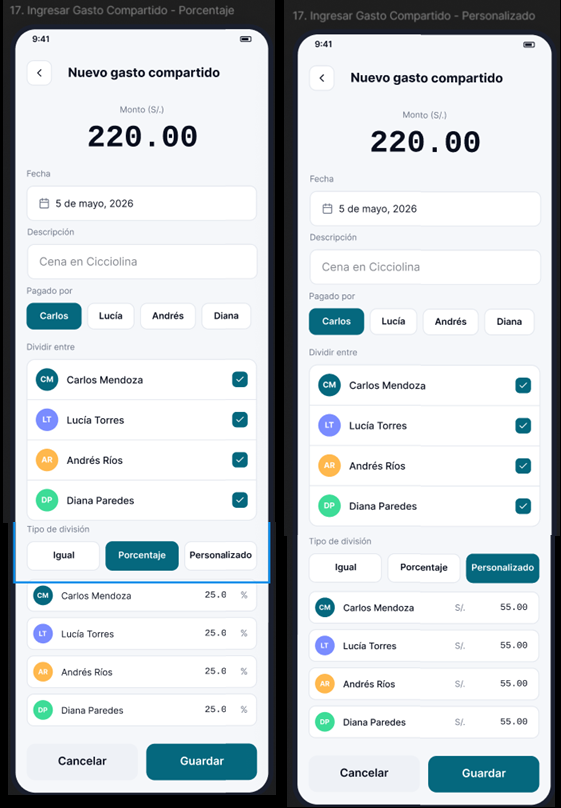 17. Ingresar Gasto Compartido - Porcentaje
9:41
Nuevo gasto compartido
Monto (S/.)
220.00
Fecha
5 de mayo, 2026
Descripción
Cena en Cicciolina
Pagado por
Carlos Lucía Andrés Diana
Dividir entre
CM Carlos Mendoza
LT Lucía Torres
AR Andrés Ríos
DP Diana Paredes
Tipo de división
Igual Porcentaje Personalizado
CM Carlos Mendoza 25.0 %
LT Lucía Torres 25.0 %
AR Andrés Ríos 25.0 %
DP Diana Paredes 25.0 %
Cancelar Guardar
17. Ingresar Gasto Compartido - Personalizado
9:41
Nuevo gasto compartido
Monto (S/.)
220.00
Fecha
5 de mayo, 2026
Descripción
Cena en Cicciolina
Pagado por
Carlos Lucía Andrés Diana
Dividir entre
CM Carlos Mendoza
LT Lucía Torres
AR Andrés Ríos
DP Diana Paredes
Tipo de división
Igual Porcentaje Personalizado
CM Carlos Mendoza S/. 55.00
LT Lucía Torres S/. 55.00
AR Andrés Ríos S/. 55.00
DP Diana Paredes S/. 55.00
Cancelar Guardar